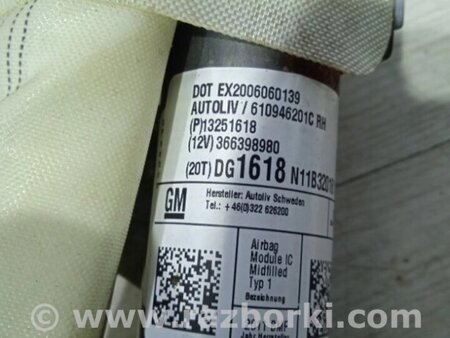 DOT EX2006060139
AUTOLIV / 610946201C RH
(P)13251618
(12V) 366398980
(20T) DG1618 N11B32018
GM
Hersteller: Autoliv Schweden
Tel.: +46(0)322 626200
Airbag
Module IC
Midfilled
Typ 1
Bezeichnung
www.rezborki.com